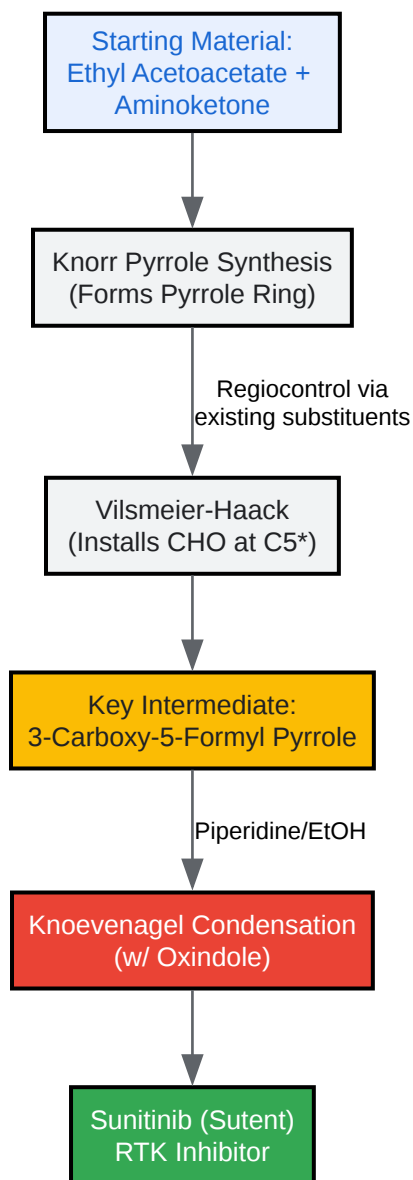 Starting Material:
Ethyl Acetoacetate +
Aminoketone
Knorr Pyrrole Synthesis
(Forms Pyrrole Ring)
Regiocontrol via
existing substituents
Vilsmeier-Haack
(Installs CHO at C5*)
Key Intermediate:
3-Carboxy-5-Formyl Pyrrole
Piperidine/EtOH
Knoevenagel Condensation
(w/ Oxindole)
Sunitinib (Sutent)
RTK Inhibitor